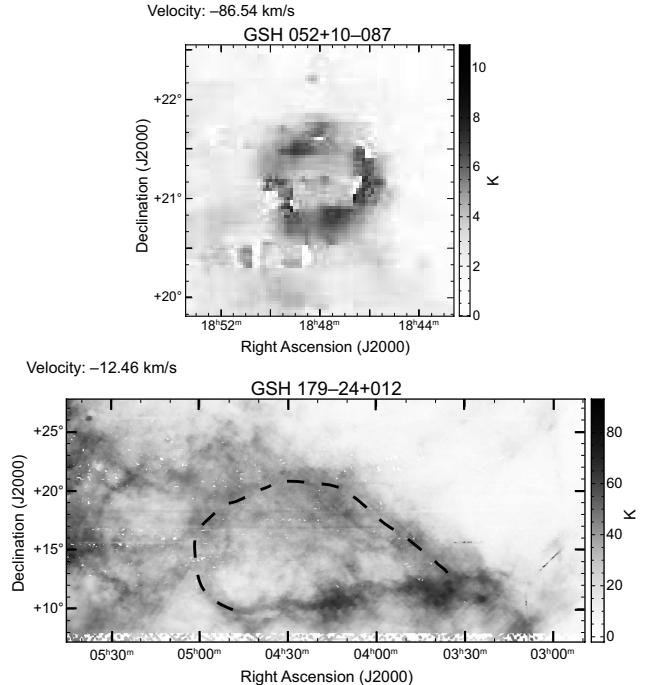 Velocity: –86.54 km/s
GSH 052+10–087
+22°
+21°
+20°
Declination (J2000)
18ʰ52ᵐ 18ʰ48ᵐ 18ʰ44ᵐ
Right Ascension (J2000)
10
8
6
4
2
0
K
Velocity: –12.46 km/s
GSH 179–24+012
+25°
+20°
+15°
+10°
Declination (J2000)
05ʰ30ᵐ 05ʰ00ᵐ 04ʰ30ᵐ 04ʰ00ᵐ 03ʰ30ᵐ 03ʰ00ᵐ
Right Ascension (J2000)
80
60
40
20
0
K